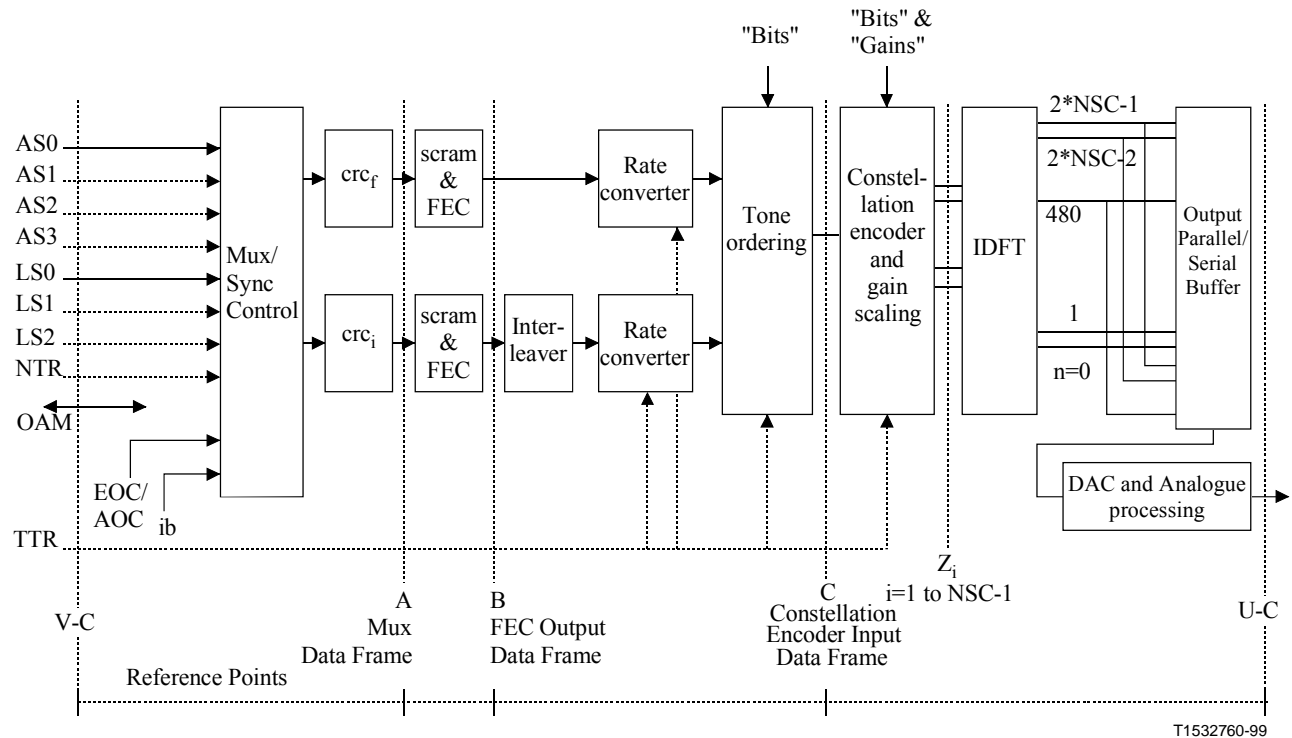 "Bits"
"Bits" &
"Gains"
AS0
AS1
AS2
AS3
LS0
LS1
LS2
NTR
OAM
EOC/
AOC
ib
TTR
Mux/
Sync
Control
crcf
scram
&
FEC
Rate
converter
crci
scram
&
FEC
Inter-
leaver
Rate
converter
Tone
ordering
Constel-
lation
encoder
and
gain
scaling
IDFT
2*NSC-1
2*NSC-2
480
1
n=0
Output
Parallel/
Serial
Buffer
DAC and Analogue
processing
V-C
A
Mux
Data Frame
B
FEC Output
Data Frame
C
Constellation
Encoder Input
Data Frame
Zi
i=1 to NSC-1
U-C
Reference Points
T1532760-99